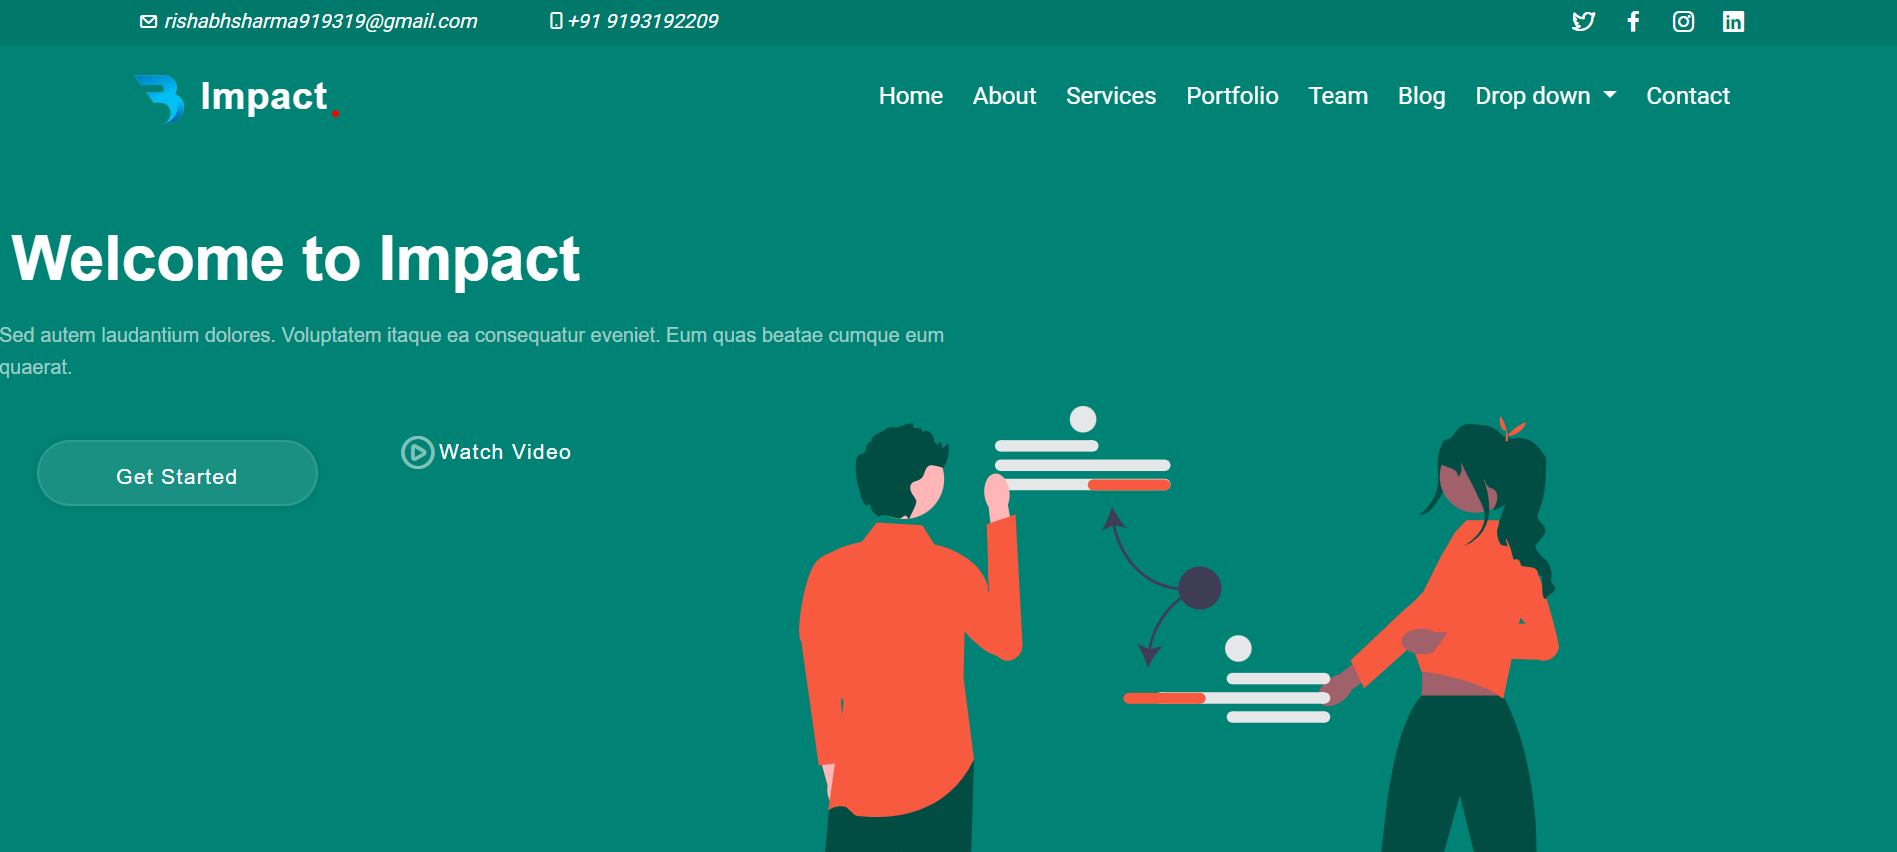 rishabhsharma919319@gmail.com +91 9193192209
Impact.
Home About Services Portfolio Team Blog Drop down Contact
Welcome to Impact
Sed autem laudantium dolores. Voluptatem itaque ea consequatur eveniet. Eum quas beatae cumque eum
quaerat.
Get Started
Watch Video